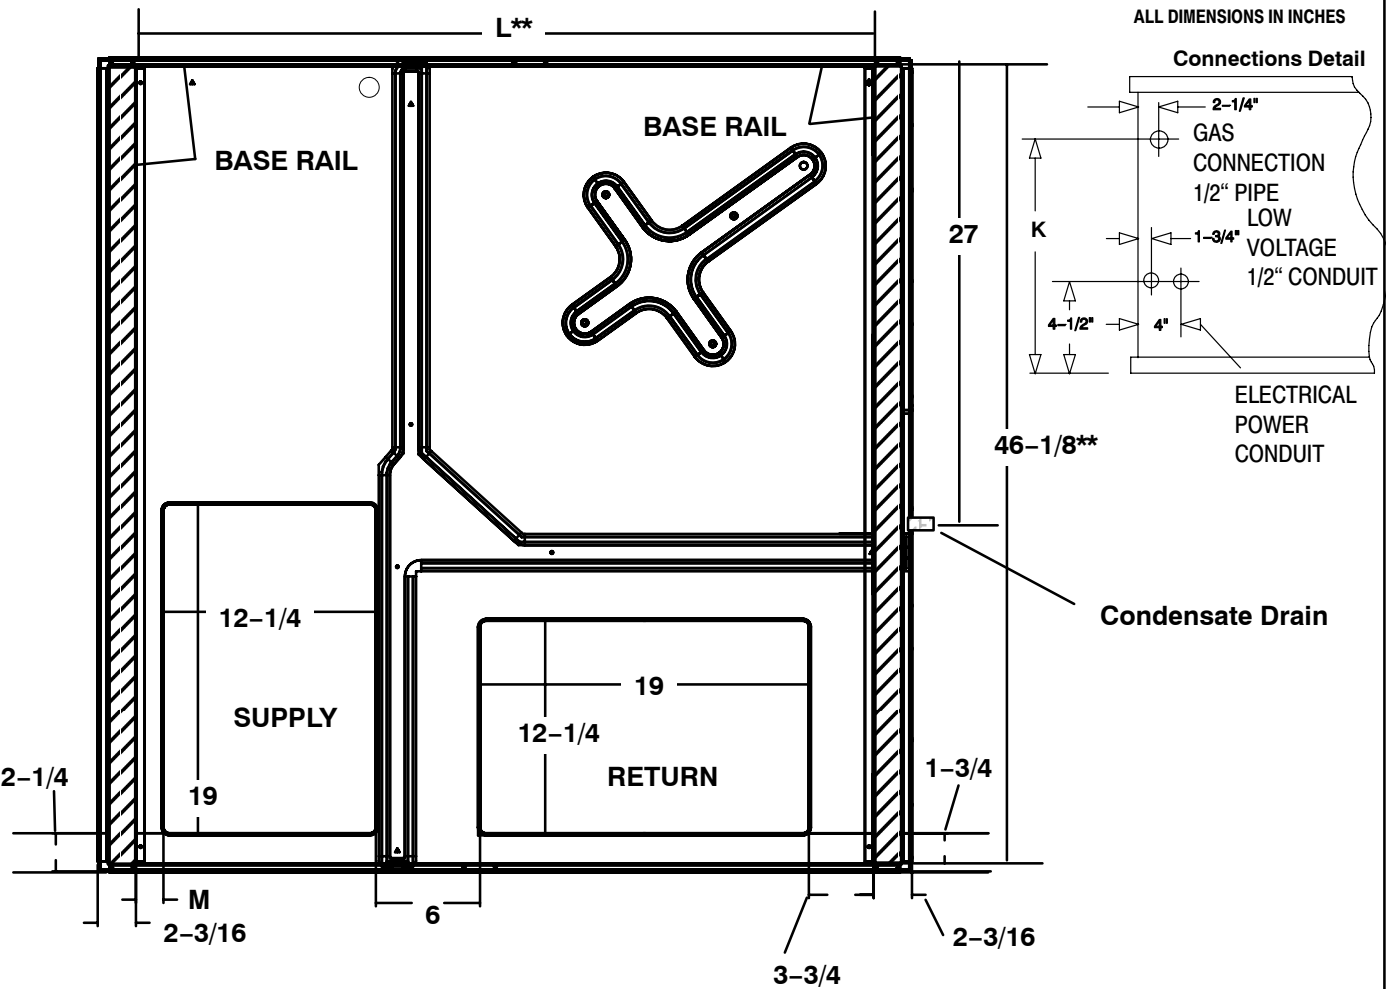 ALL DIMENSIONS IN INCHES
L**
Connections Detail
2–1/4"
BASE RAIL
GAS
CONNECTION
1/2“ PIPE
BASE RAIL
LOW
VOLTAGE
1/2“ CONDUIT
1–3/4"
K
27
4–1/2"
4"
ELECTRICAL
POWER
CONDUIT
46–1/8**
Condensate Drain
12–1/4
SUPPLY
19
19
12–1/4
RETURN
2–1/4
1–3/4
M
2–3/16
6
3–3/4
2–3/16